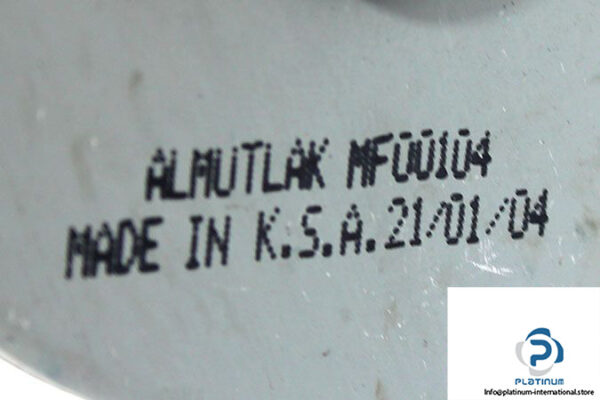 ALMUTLAK MF00104
MADE IN K.S.A. 21/01/04
PLATINUM
Info@platinum-international.store